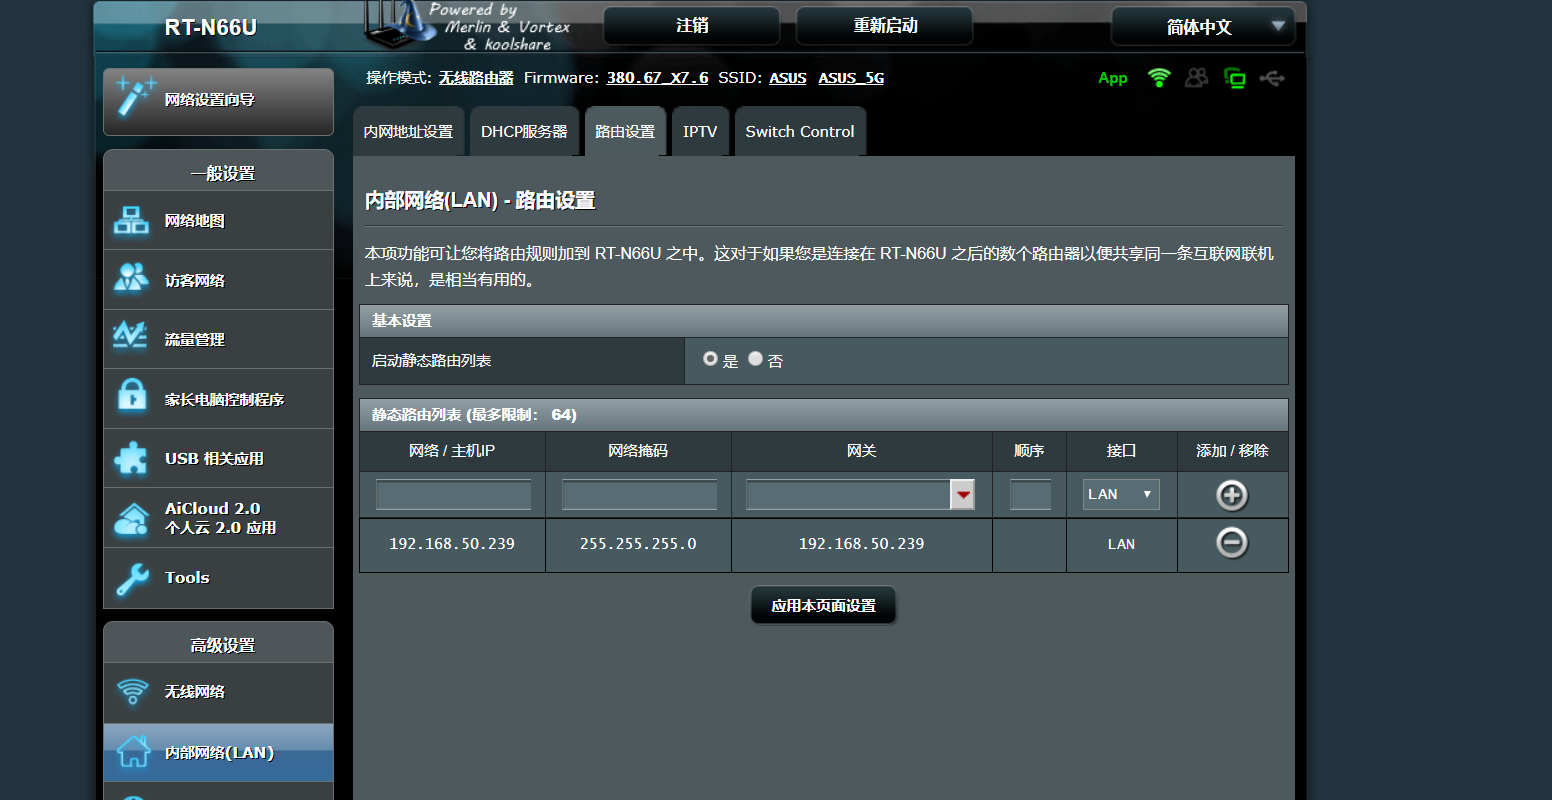 RT-N66U
Powered by
Merlin & Vortex
& koolshare
注销
重新启动
简体中文
操作模式: 无线路由器 Firmware: 380.67_X7.6 SSID: ASUS ASUS_5G
App
网络设置向导
一般设置
网络地图
访客网络
流量管理
家长电脑控制程序
USB 相关应用
AiCloud 2.0
个人云 2.0 应用
Tools
高级设置
无线网络
内部网络(LAN)
内网地址设置 DHCP服务器 路由设置 IPTV Switch Control
内部网络(LAN) - 路由设置
本项功能可让您将路由规则加到 RT-N66U 之中。这对于如果您是连接在 RT-N66U 之后的数个路由器以便共享同一条互联网联机
上来说，是相当有用的。
基本设置
启动静态路由列表 是 否
静态路由列表 (最多限制： 64)
网络 / 主机IP 网络掩码 网关 顺序 接口 添加 / 移除
LAN
192.168.50.239 255.255.255.0 192.168.50.239 LAN
应用本页面设置